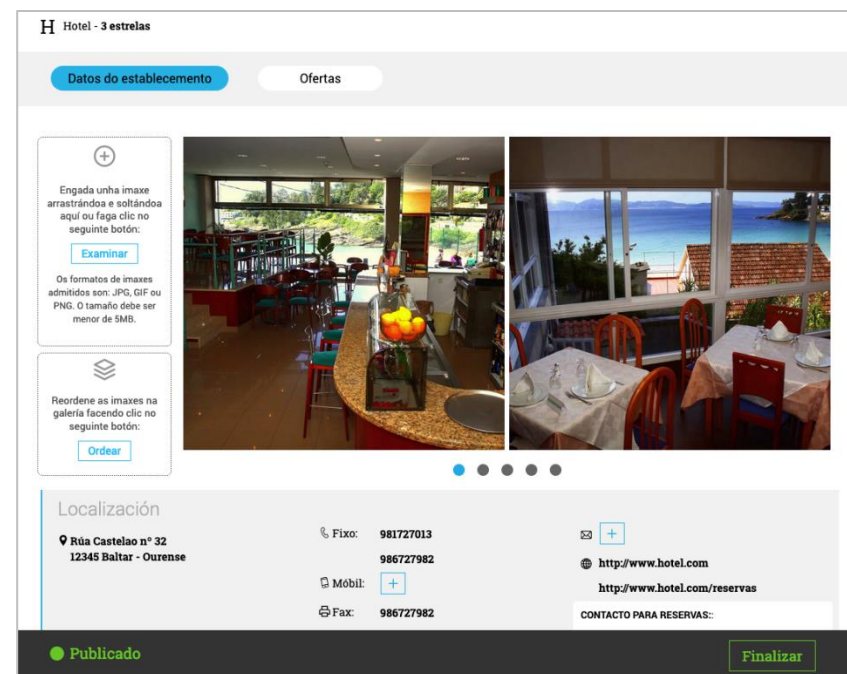 H Hotel - 3 estrelas
Datos do establecemento
Ofertas
Engada unha imaxe
arrastrándoa e soltándoa
aquí ou faga clic no
seguinte botón:
Examinar
Os formatos de imaxes
admitidos son: JPG, GIF ou
PNG. O tamaño debe ser
menor de 5MB.
Reordene as imaxes na
galería facendo clic no
seguinte botón:
Ordear
Localización
Rúa Castelao nº 32
12345 Baltar - Ourense
Fixo: 981727013
986727982
Móbil: +
Fax: 986727982
+
http://www.hotel.com
http://www.hotel.com/reservas
CONTACTO PARA RESERVAS::
Publicado
Finalizar